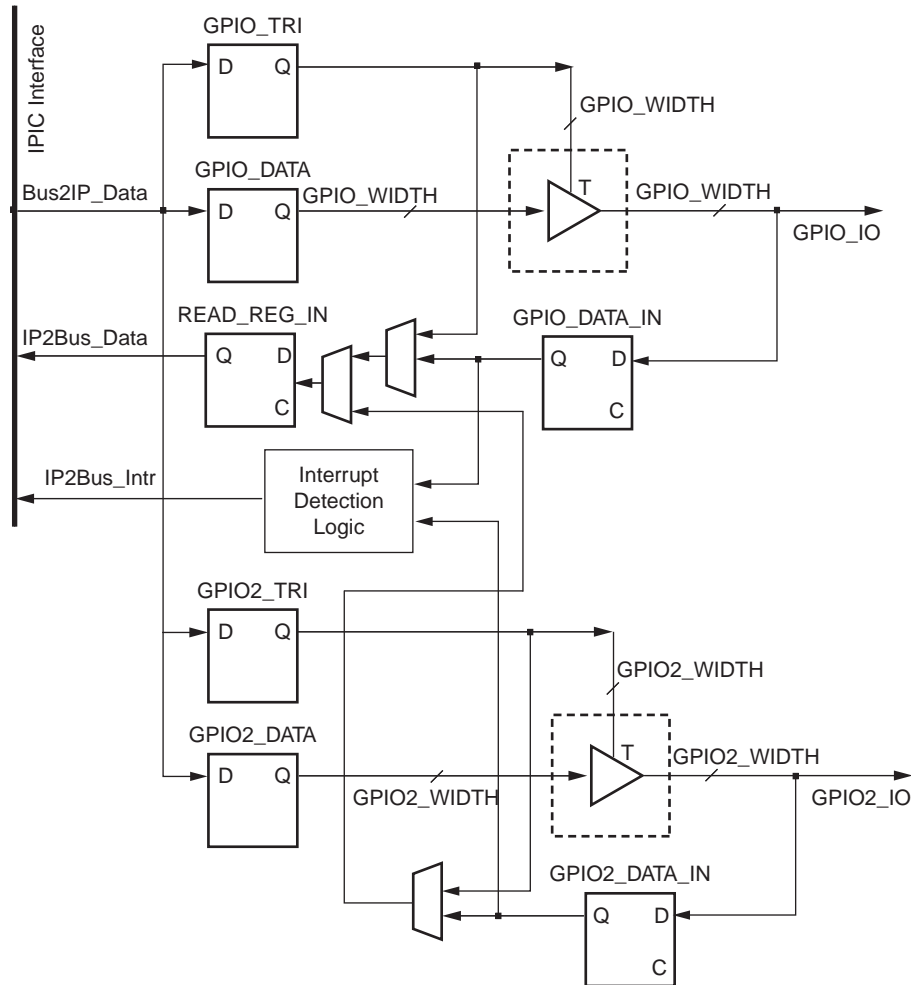 GPIO_TRI
D Q
IPIC Interface
GPIO_WIDTH
Bus2IP_Data
GPIO_DATA
D Q
GPIO_WIDTH
T
GPIO_WIDTH
GPIO_IO
IP2Bus_Data
READ_REG_IN
Q D
C
GPIO_DATA_IN
Q D
C
IP2Bus_Intr
Interrupt
Detection
Logic
GPIO2_TRI
D Q
GPIO2_WIDTH
GPIO2_DATA
D Q
GPIO2_WIDTH
T
GPIO2_WIDTH
GPIO2_IO
GPIO2_DATA_IN
Q D
C